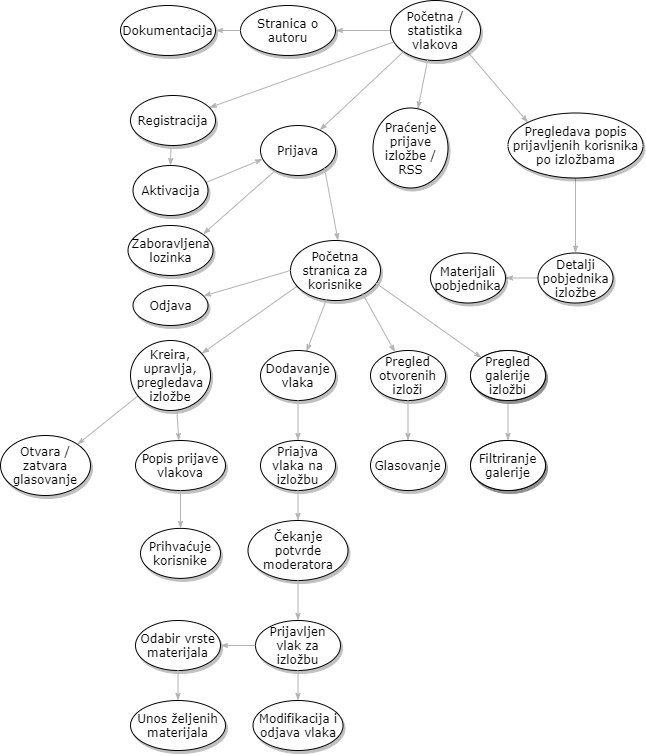 Dokumentacija
Stranica o
autoru
Početna /
statistika
vlakova
Registracija
Prijava
Praćenje
prijave
izložbe /
RSS
Pregledava popis
prijavljenih korisnika
po izložbama
Aktivacija
Zaboravljena
lozinka
Početna
stranica za
korisnike
Materijali
pobjednika
Detalji
pobjednika
izložbe
Odjava
Kreira,
upravlja,
pregledava
izložbe
Dodavanje
vlaka
Pregled
otvorenih
izloži
Pregled
galerije
izložbi
Otvara /
zatvara
glasovanje
Popis prijave
vlakova
Priajva
vlaka na
izložbu
Glasovanje
Filtriranje
galerije
Prihvaćuje
korisnike
Čekanje
potvrde
moderatora
Odabir vrste
materijala
Prijavljen
vlak za
izložbu
Unos željenih
materijala
Modifikacija i
odjava vlaka